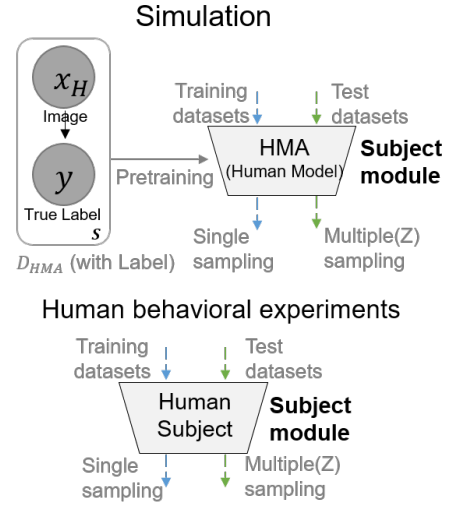 Simulation
x_H
Image
y
True Label
s
D_HMA (with Label)
Pretraining
Training
datasets
Test
datasets
HMA
(Human Model)
Subject
module
Single
sampling
Multiple(Z)
sampling
Human behavioral experiments
Training
datasets
Test
datasets
Human
Subject
Subject
module
Single
sampling
Multiple(Z)
sampling